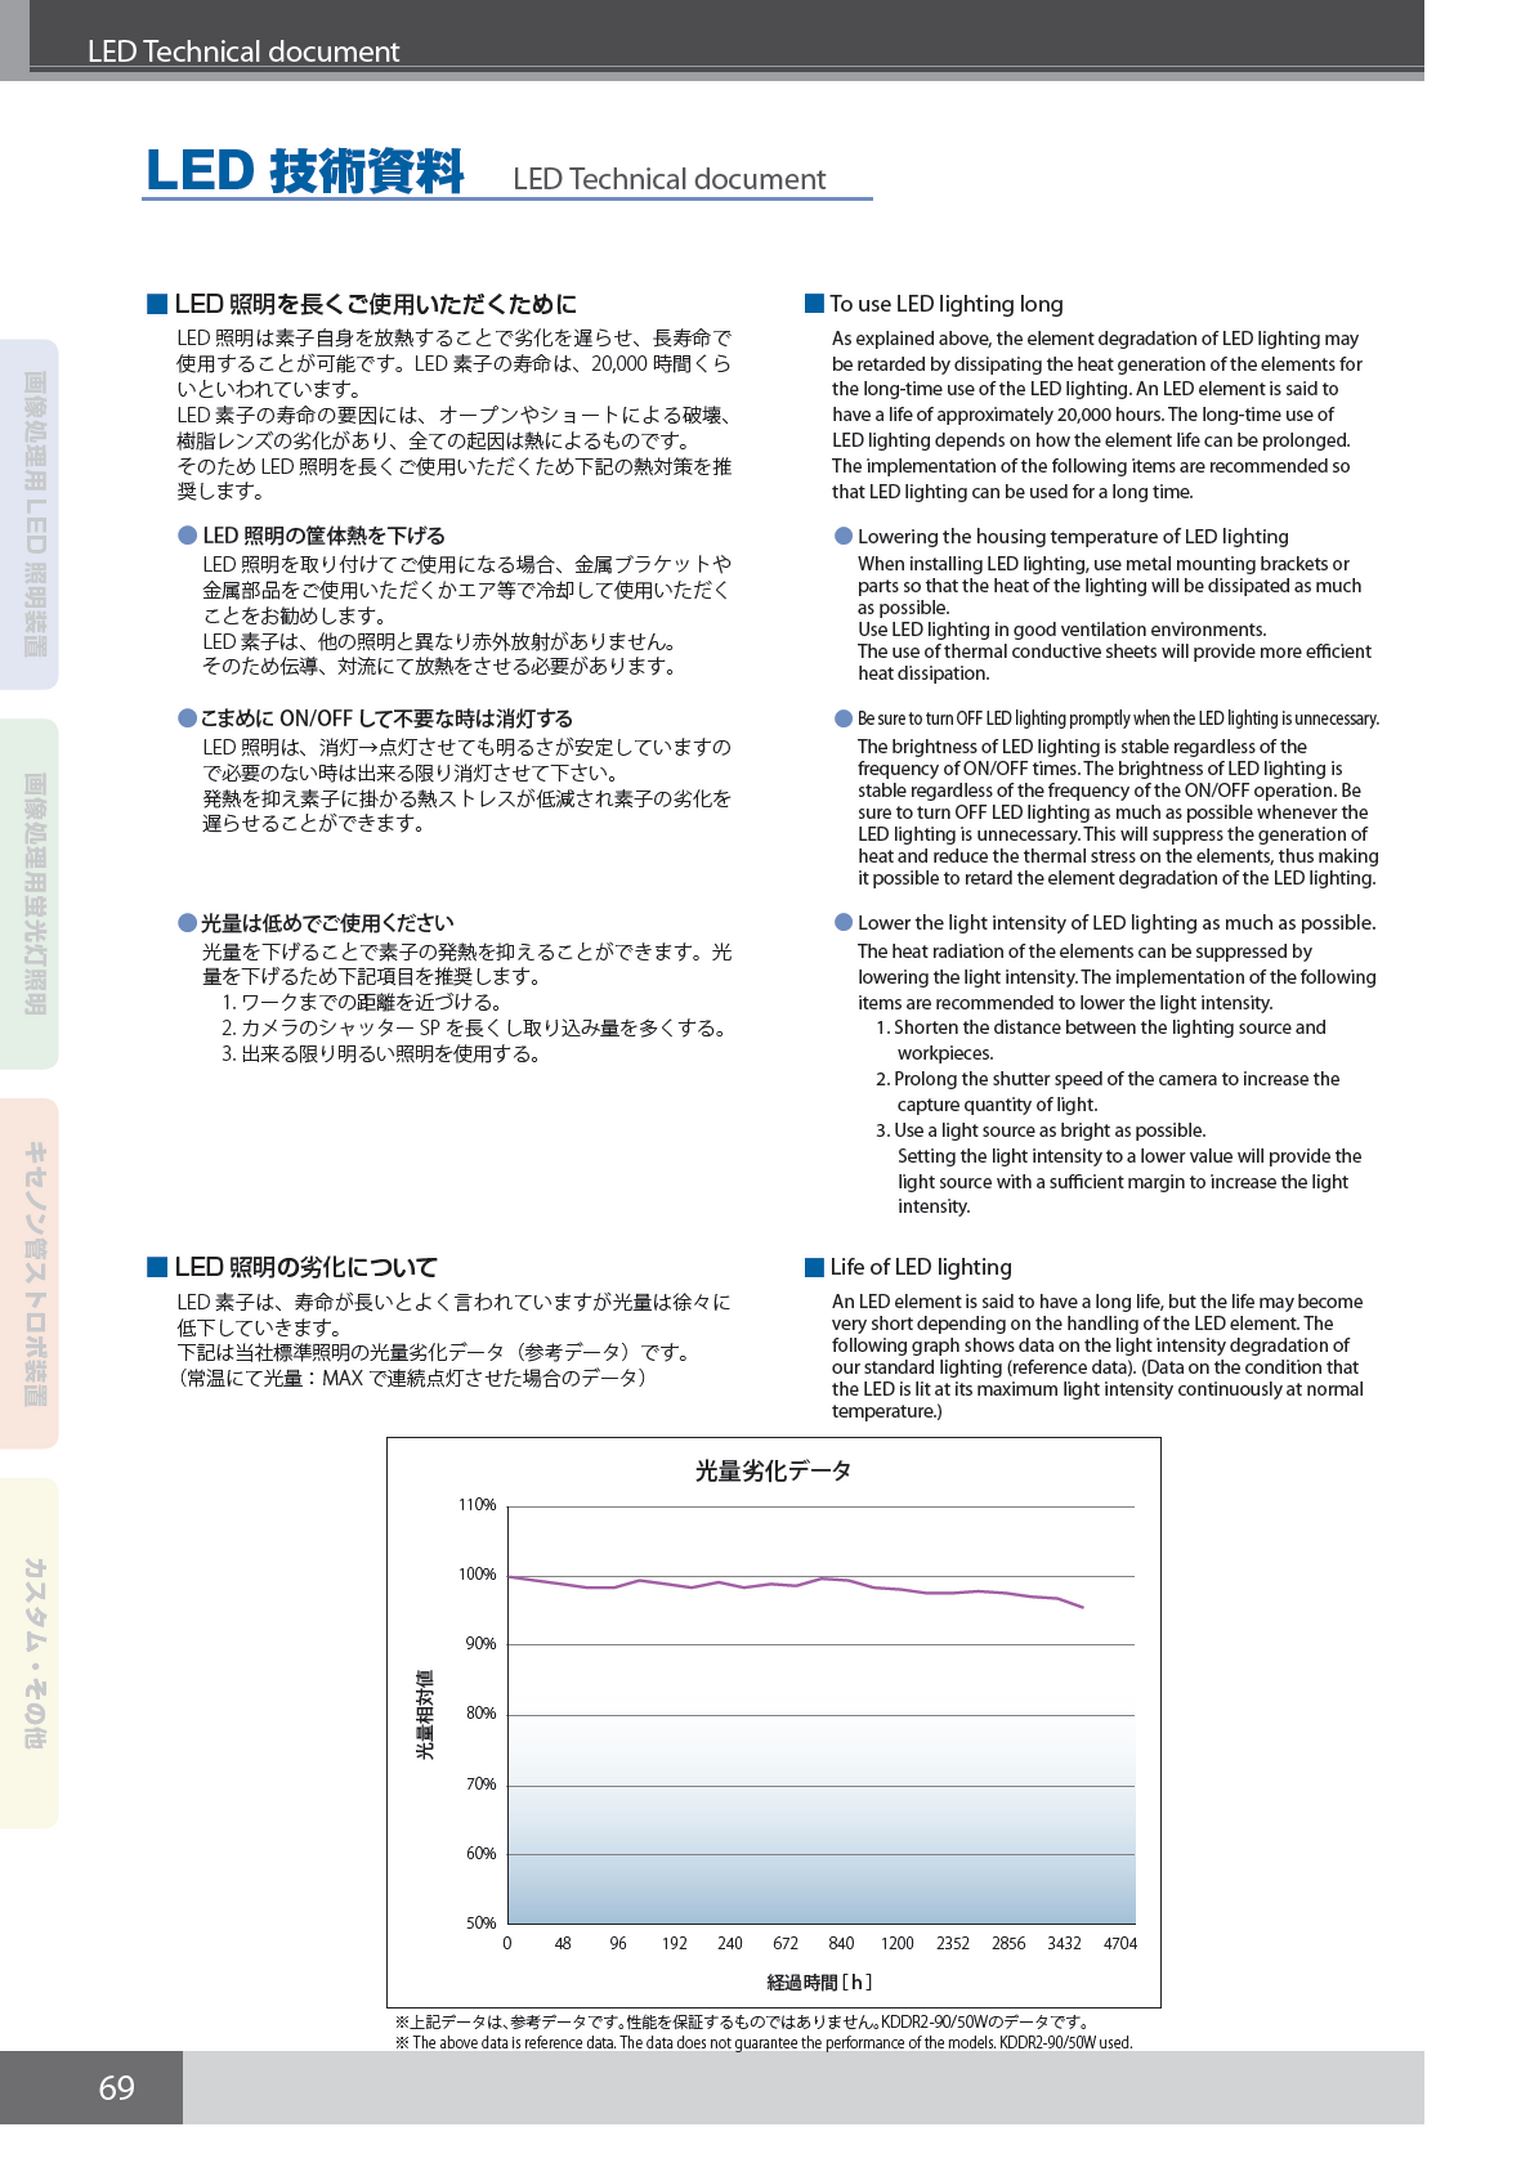 LED Technical document
LED 技術資料 LED Technical document
■ LED 照明を長くご使用いただくために
LED 照明は素子自身を放熱することで劣化を遅らせ、長寿命で
使用することが可能です。LED 素子の寿命は、20,000 時間くら
いといわれています。
LED 素子の寿命の要因には、オープンやショートによる破壊、
樹脂レンズの劣化があり、全ての起因は熱によるものです。
そのため LED 照明を長くご使用いただくため下記の熱対策を推
奨します。
● LED 照明の筐体熱を下げる
LED 照明を取り付けてご使用になる場合、金属ブラケットや
金属部品をご使用いただくかエア等で冷却して使用いただく
ことをお勧めします。
LED 素子は、他の照明と異なり赤外放射がありません。
そのため伝導、対流にて放熱をさせる必要があります。
● こまめに ON/OFF して不要な時は消灯する
LED 照明は、消灯→点灯させても明るさが安定していますの
で必要のない時は出来る限り消灯させて下さい。
発熱を抑え素子に掛かる熱ストレスが低減され素子の劣化を
遅らせることができます。
● 光量は低めでご使用ください
光量を下げることで素子の発熱を抑えることができます。光
量を下げるため下記項目を推奨します。
1. ワークまでの距離を近づける。
2. カメラのシャッター SP を長くし取り込み量を多くする。
3. 出来る限り明るい照明を使用する。
■ To use LED lighting long
As explained above, the element degradation of LED lighting may
be retarded by dissipating the heat generation of the elements for
the long-time use of the LED lighting. An LED element is said to
have a life of approximately 20,000 hours. The long-time use of
LED lighting depends on how the element life can be prolonged.
The implementation of the following items are recommended so
that LED lighting can be used for a long time.
● Lowering the housing temperature of LED lighting
When installing LED lighting, use metal mounting brackets or
parts so that the heat of the lighting will be dissipated as much
as possible.
Use LED lighting in good ventilation environments.
The use of thermal conductive sheets will provide more efficient
heat dissipation.
● Be sure to turn OFF LED lighting promptly when the LED lighting is unnecessary.
The brightness of LED lighting is stable regardless of the
frequency of ON/OFF times. The brightness of LED lighting is
stable regardless of the frequency of the ON/OFF operation. Be
sure to turn OFF LED lighting as much as possible whenever the
LED lighting is unnecessary. This will suppress the generation of
heat and reduce the thermal stress on the elements, thus making
it possible to retard the element degradation of the LED lighting.
● Lower the light intensity of LED lighting as much as possible.
The heat radiation of the elements can be suppressed by
lowering the light intensity. The implementation of the following
items are recommended to lower the light intensity.
1. Shorten the distance between the lighting source and
workpieces.
2. Prolong the shutter speed of the camera to increase the
capture quantity of light.
3. Use a light source as bright as possible.
Setting the light intensity to a lower value will provide the
light source with a sufficient margin to increase the light
intensity.
■ LED 照明の劣化について
LED 素子は、寿命が長いとよく言われていますが光量は徐々に
低下していきます。
下記は当社標準照明の光量劣化データ（参考データ）です。
（常温にて光量：MAX で連続点灯させた場合のデータ）
■ Life of LED lighting
An LED element is said to have a long life, but the life may become
very short depending on the handling of the LED element. The
following graph shows data on the light intensity degradation of
our standard lighting (reference data). (Data on the condition that
the LED is lit at its maximum light intensity continuously at normal
temperature.)
光量劣化データ
110%
100%
90%
80%
70%
60%
50%
光量相対値
0 48 96 192 240 672 840 1200 2352 2856 3432 4704
経過時間［h］
※上記データは、参考データです。性能を保証するものではありません。KDDR2-90/50Wのデータです。
※ The above data is reference data. The data does not guarantee the performance of the models. KDDR2-90/50W used.
画像処理用 LED 照明装置
画像処理用蛍光灯照明
キセノン管ストロボ装置
カスタム・その他
69